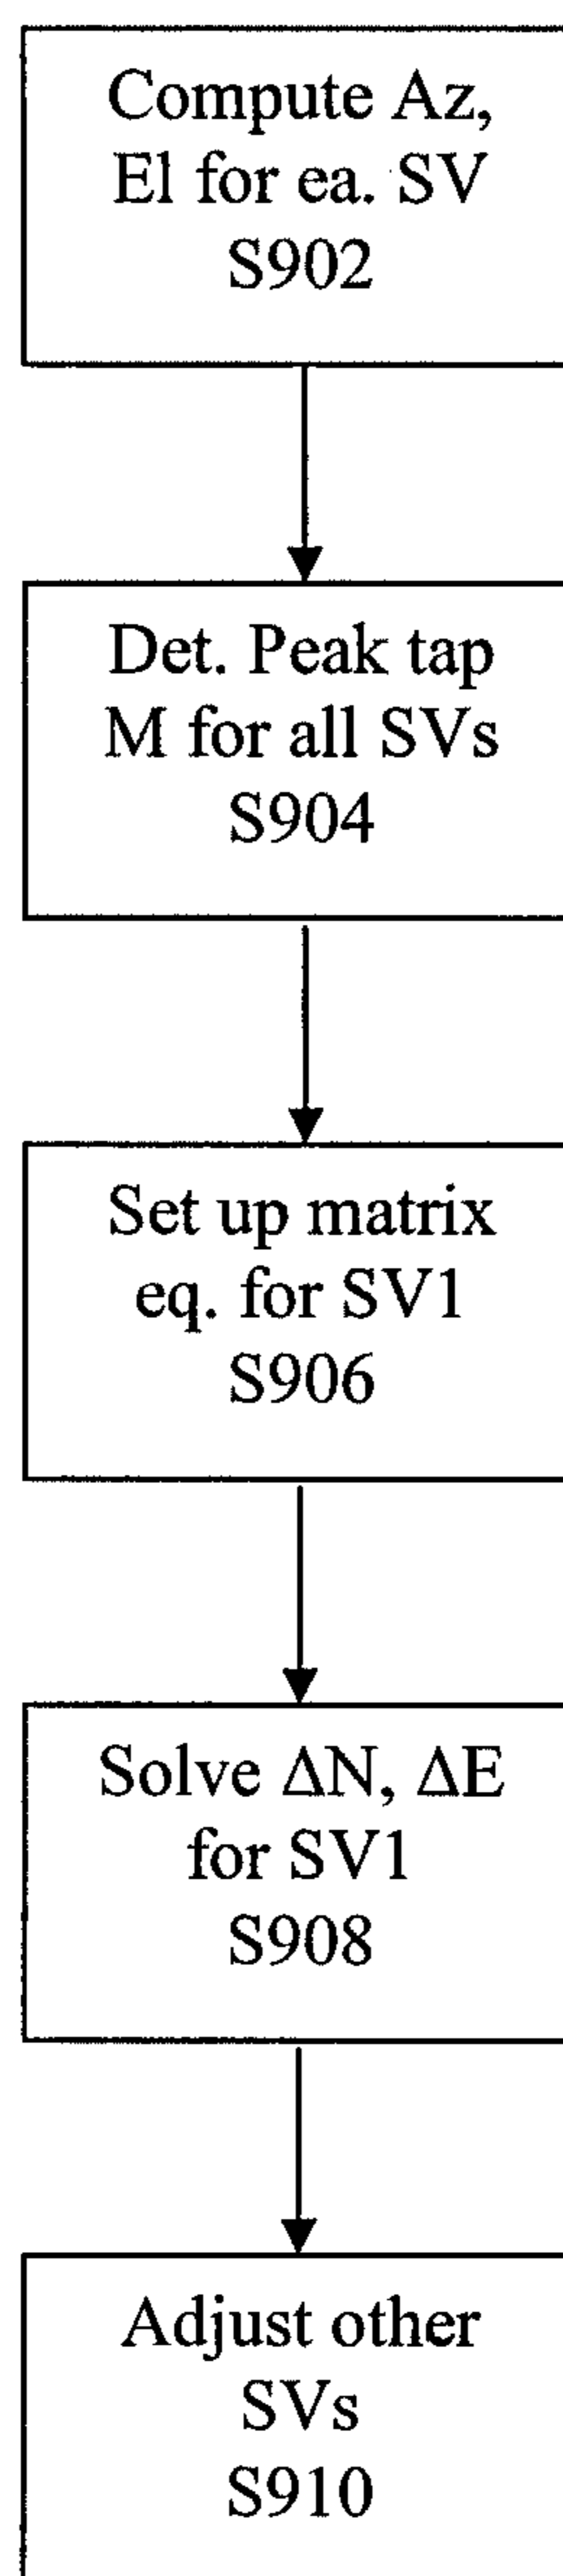 Compute Az,
El for ea. SV
S902
Det. Peak tap
M for all SVs
S904
Set up matrix
eq. for SV1
S906
Solve ΔN, ΔE
for SV1
S908
Adjust other
SVs
S910